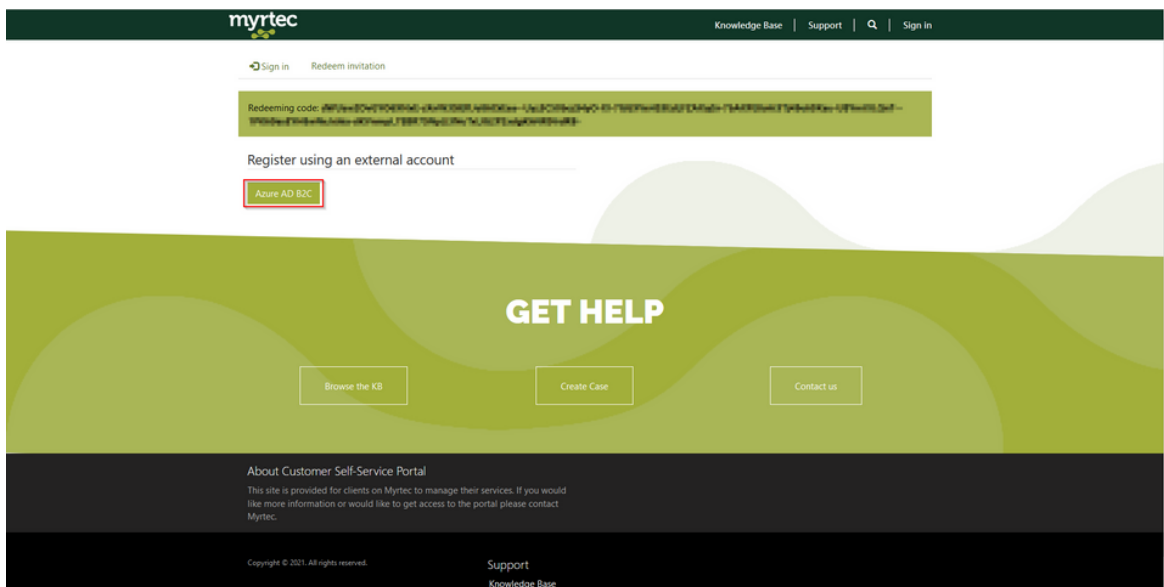 myrtec
Knowledge Base
Support
Sign in
Sign in
Redeem invitation
Redeeming code:
Register using an external account
Azure AD B2C
GET HELP
Browse the KB
Create Case
Contact us
About Customer Self-Service Portal
This site is provided for clients on Myrtec to manage their services. If you would
like more information or would like to get access to the portal please contact
Myrtec.
Copyright © 2021. All rights reserved.
Support
Knowledge Base